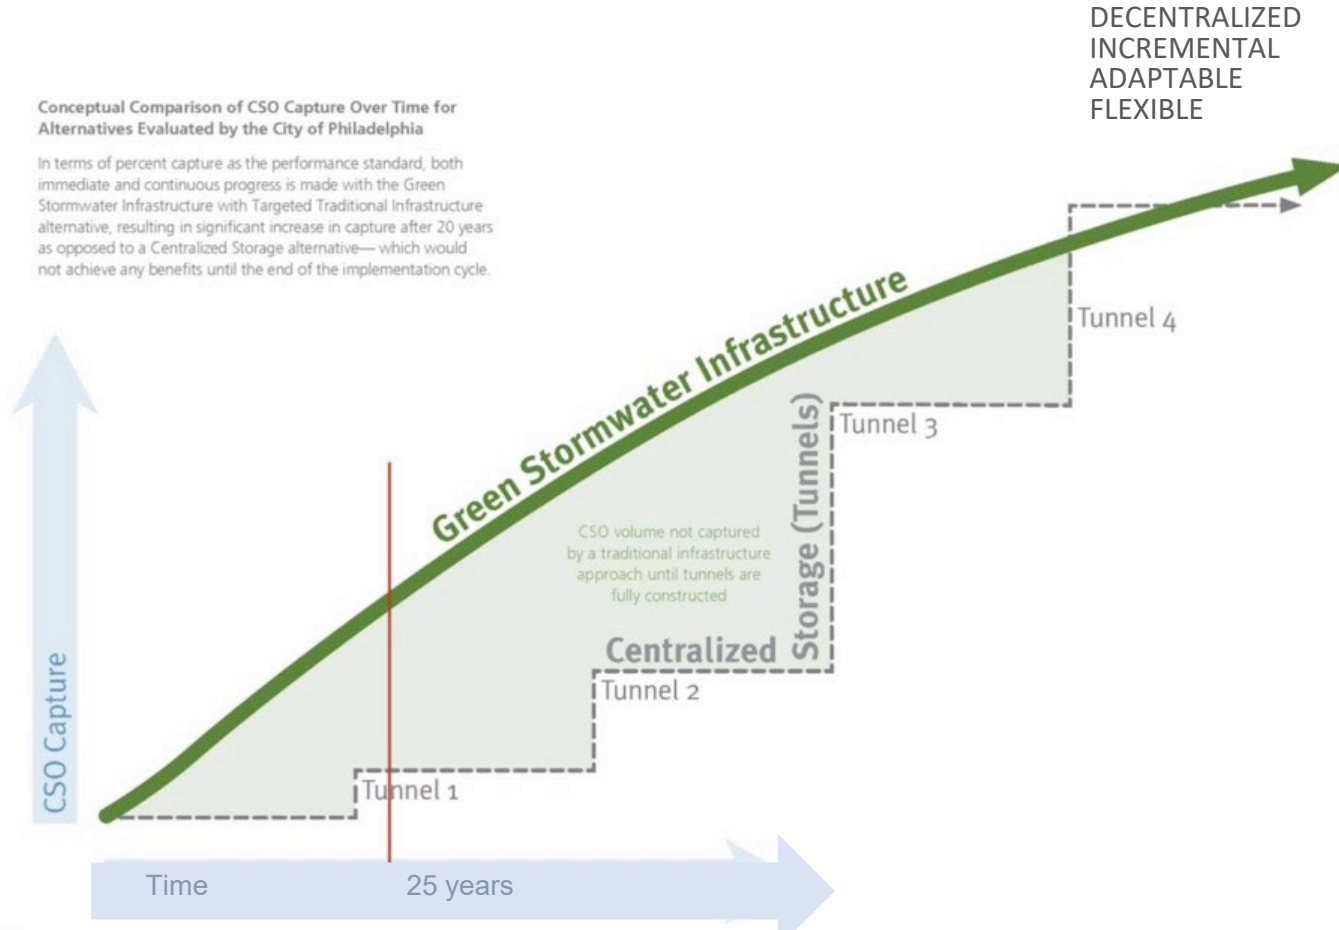 DECENTRALIZED
INCREMENTAL
ADAPTABLE
FLEXIBLE
Conceptual Comparison of CSO Capture Over Time for
Alternatives Evaluated by the City of Philadelphia
In terms of percent capture as the performance standard, both
immediate and continuous progress is made with the Green
Stormwater Infrastructure with Targeted Traditional Infrastructure
alternative, resulting in significant increase in capture after 20 years
as opposed to a Centralized Storage alternative— which would
not achieve any benefits until the end of the implementation cycle.
Green Stormwater Infrastructure
Tunnel 4
Tunnel 3
Storage (Tunnels)
CSO volume not captured
by a traditional infrastructure
approach until tunnels are
fully constructed
Centralized
Tunnel 2
Tunnel 1
CSO Capture
Time
25 years